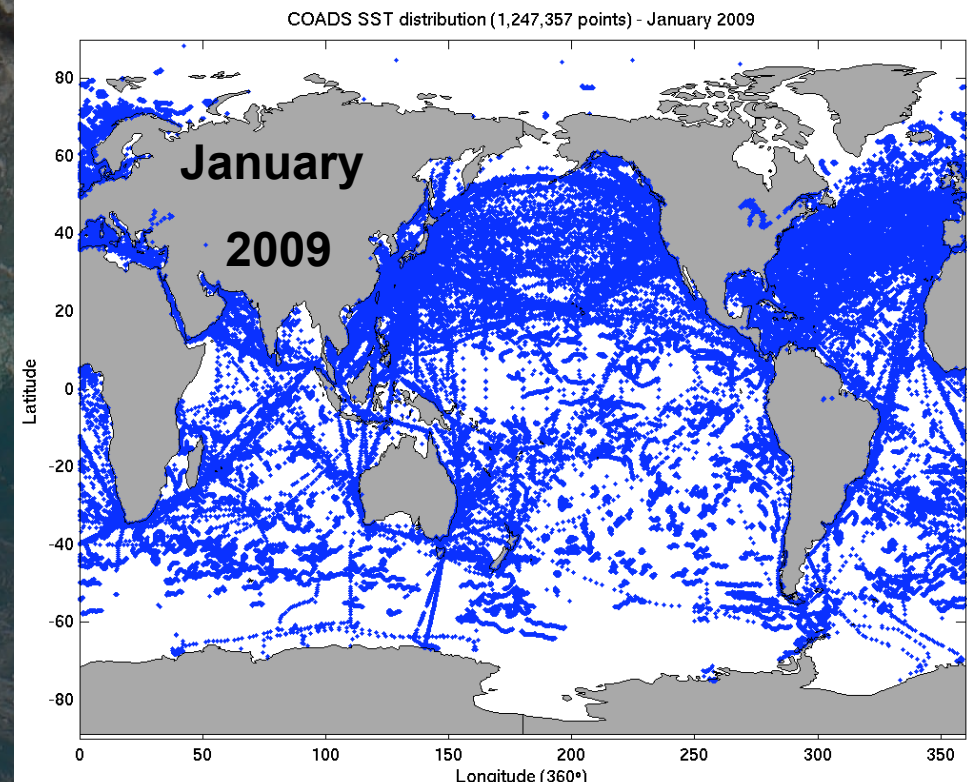 COADS SST distribution (1,247,357 points) - January 2009
January
2009
Latitude
80
60
40
20
0
-20
-40
-60
-80
0 50 100 150 200 250 300 350
Longitude (360°)